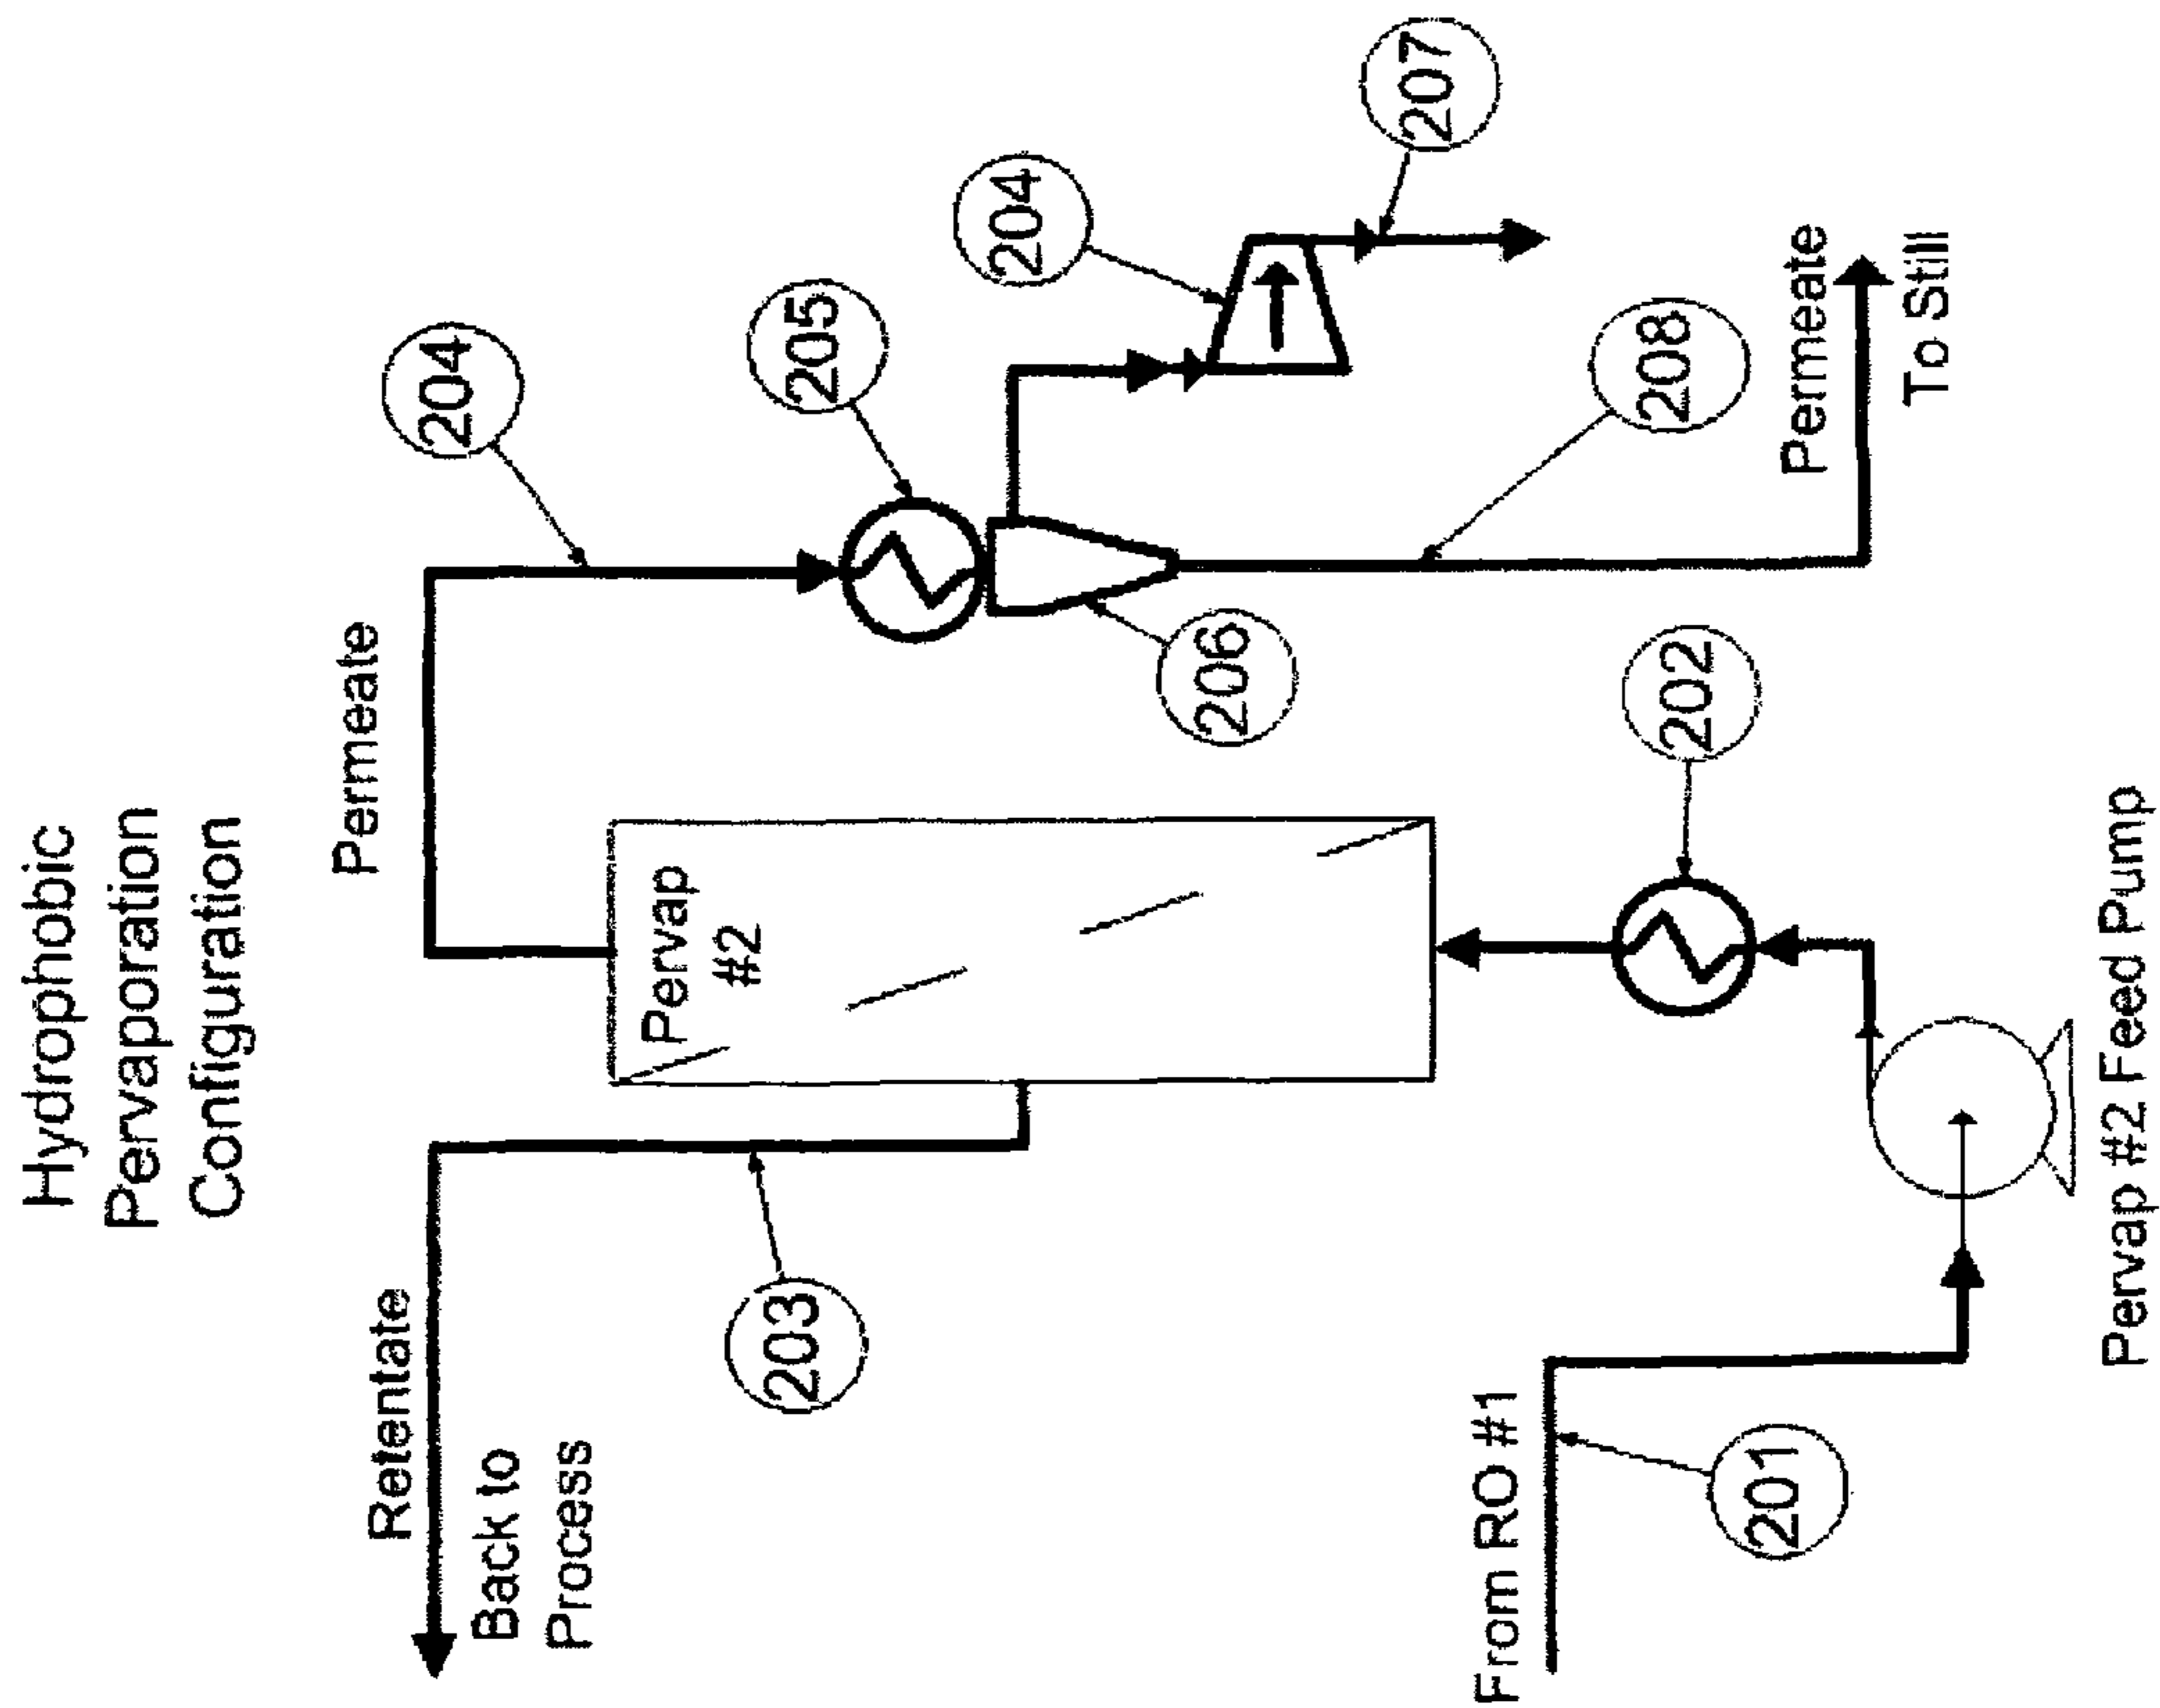 Hydrophobic
Pervaporation
Configuration
Retentate
Back to
Process
203
Permeate
204
205
204
207
206
Pervap
#2
208
Permeate
To Still
202
From RO #1
201
Pervap #2 Feed Pump